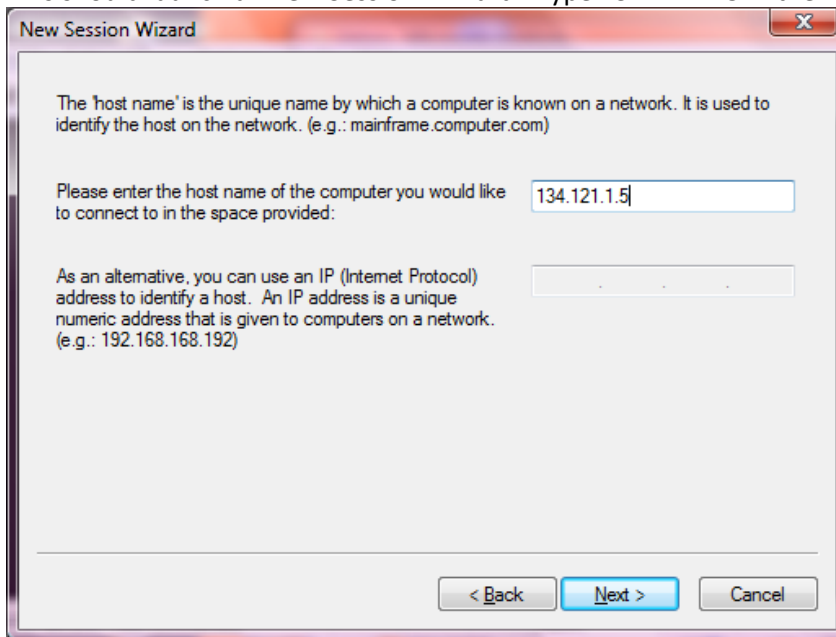 New Session Wizard
The 'host name' is the unique name by which a computer is known on a network. It is used to
identify the host on the network. (e.g.: mainframe.computer.com)
Please enter the host name of the computer you would like
to connect to in the space provided:
134.121.1.5
As an alternative, you can use an IP (Internet Protocol)
address to identify a host. An IP address is a unique
numeric address that is given to computers on a network.
(e.g.: 192.168.168.192)
. . .
< Back Next > Cancel